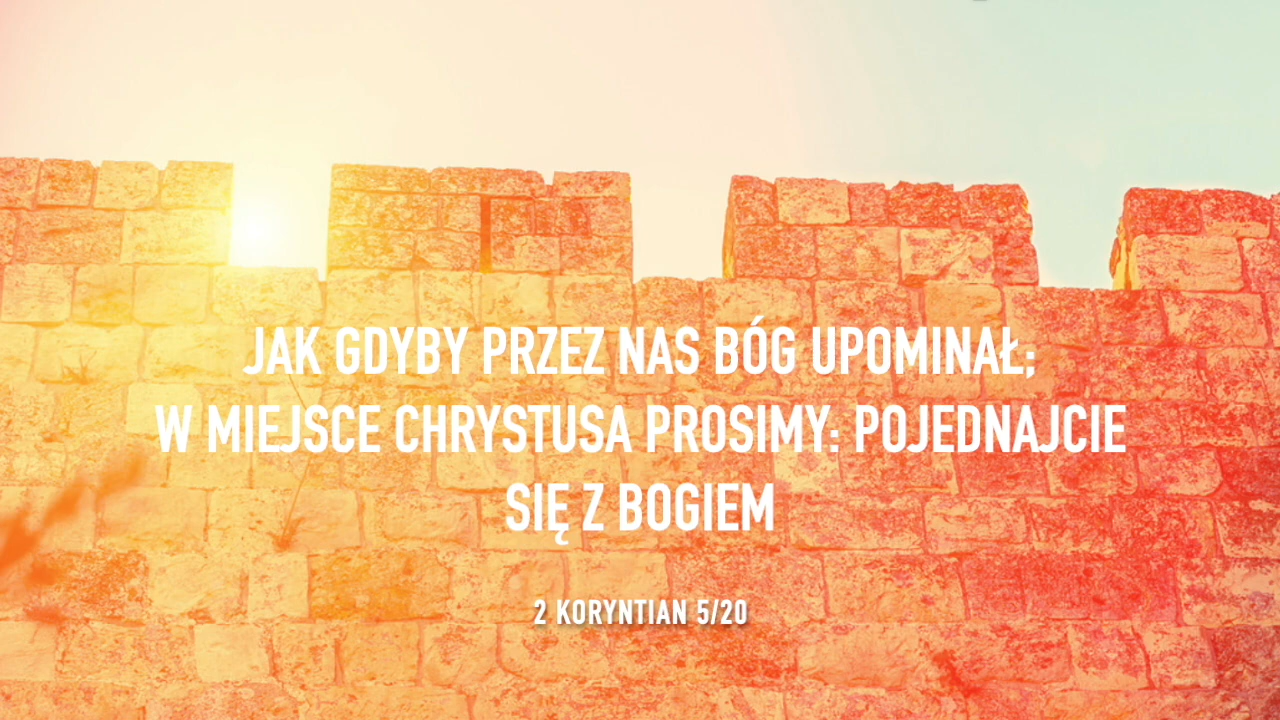 JAK GDYBY PRZEZ NAS BÓG UPOMINAŁ;
W MIEJSCE CHRYSTUSA PROSIMY: POJEDNAJCIE
SIĘ Z BOGIEM
2 KORYNTIAN 5/20